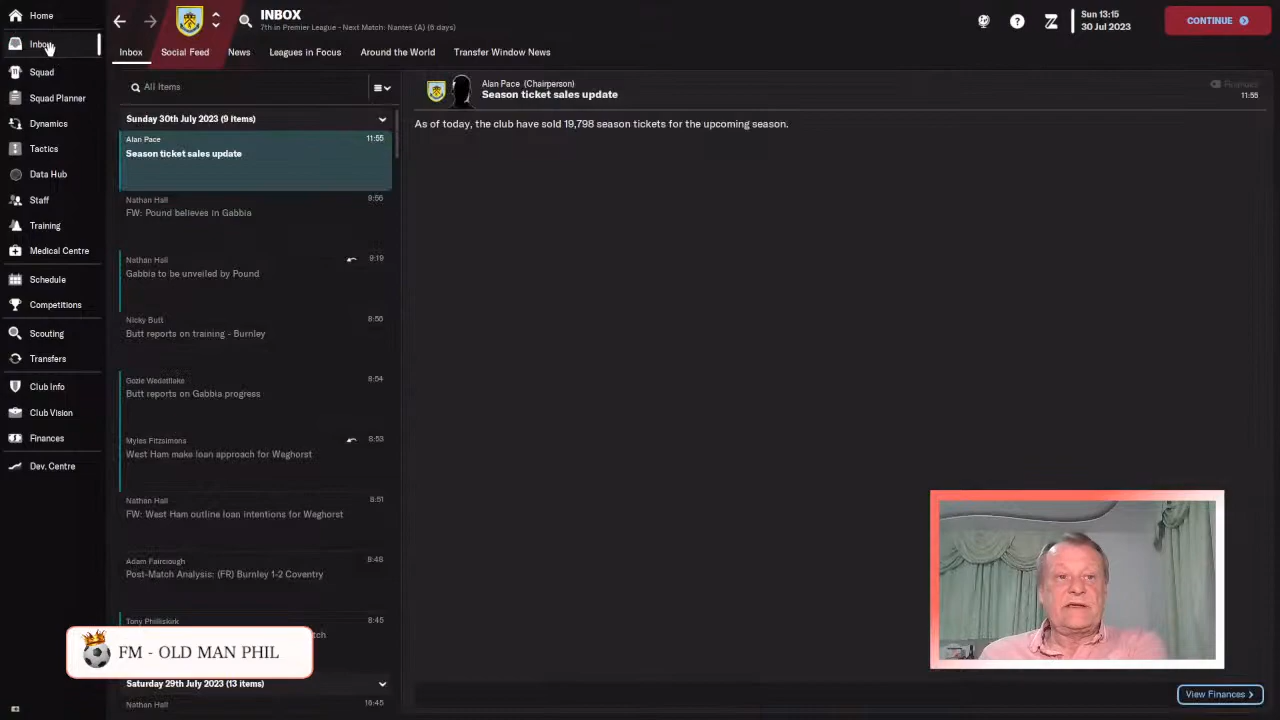 Home
Inbox
Squad
Squad Planner
Dynamics
Tactics
Data Hub
Staff
Training
Medical Centre
Schedule
Competitions
Scouting
Transfers
Club Info
Club Vision
Finances
Dev. Centre
INBOX
7th in Premier League - Next Match: Nantes (A) (6 days)
Sun 13:15
30 Jul 2023
CONTINUE
Inbox
Social Feed
News
Leagues in Focus
Around the World
Transfer Window News
All Items
Sunday 30th July 2023 (9 items)
Alan Pace 11:55
Season ticket sales update
Nathan Hall 9:56
FW: Pound believes in Gabbia
Nathan Hall 9:19
Gabbia to be unveiled by Pound
Nicky Butt 8:56
Butt reports on training - Burnley
Gozie Wedatilake 8:54
Butt reports on Gabbia progress
Myles Fitzsimons 8:53
West Ham make loan approach for Weghorst
Nathan Hall 8:51
FW: West Ham outline loan intentions for Weghorst
Adam Fairclough 8:48
Post-Match Analysis: (FR) Burnley 1-2 Coventry
Tony Philliskirk 8:45
Saturday 29th July 2023 (13 items)
Nathan Hall 16:45
Alan Pace (Chairperson)
Season ticket sales update
Finances
11:55
As of today, the club have sold 19,798 season tickets for the upcoming season.
View Finances
FM - OLD MAN PHIL